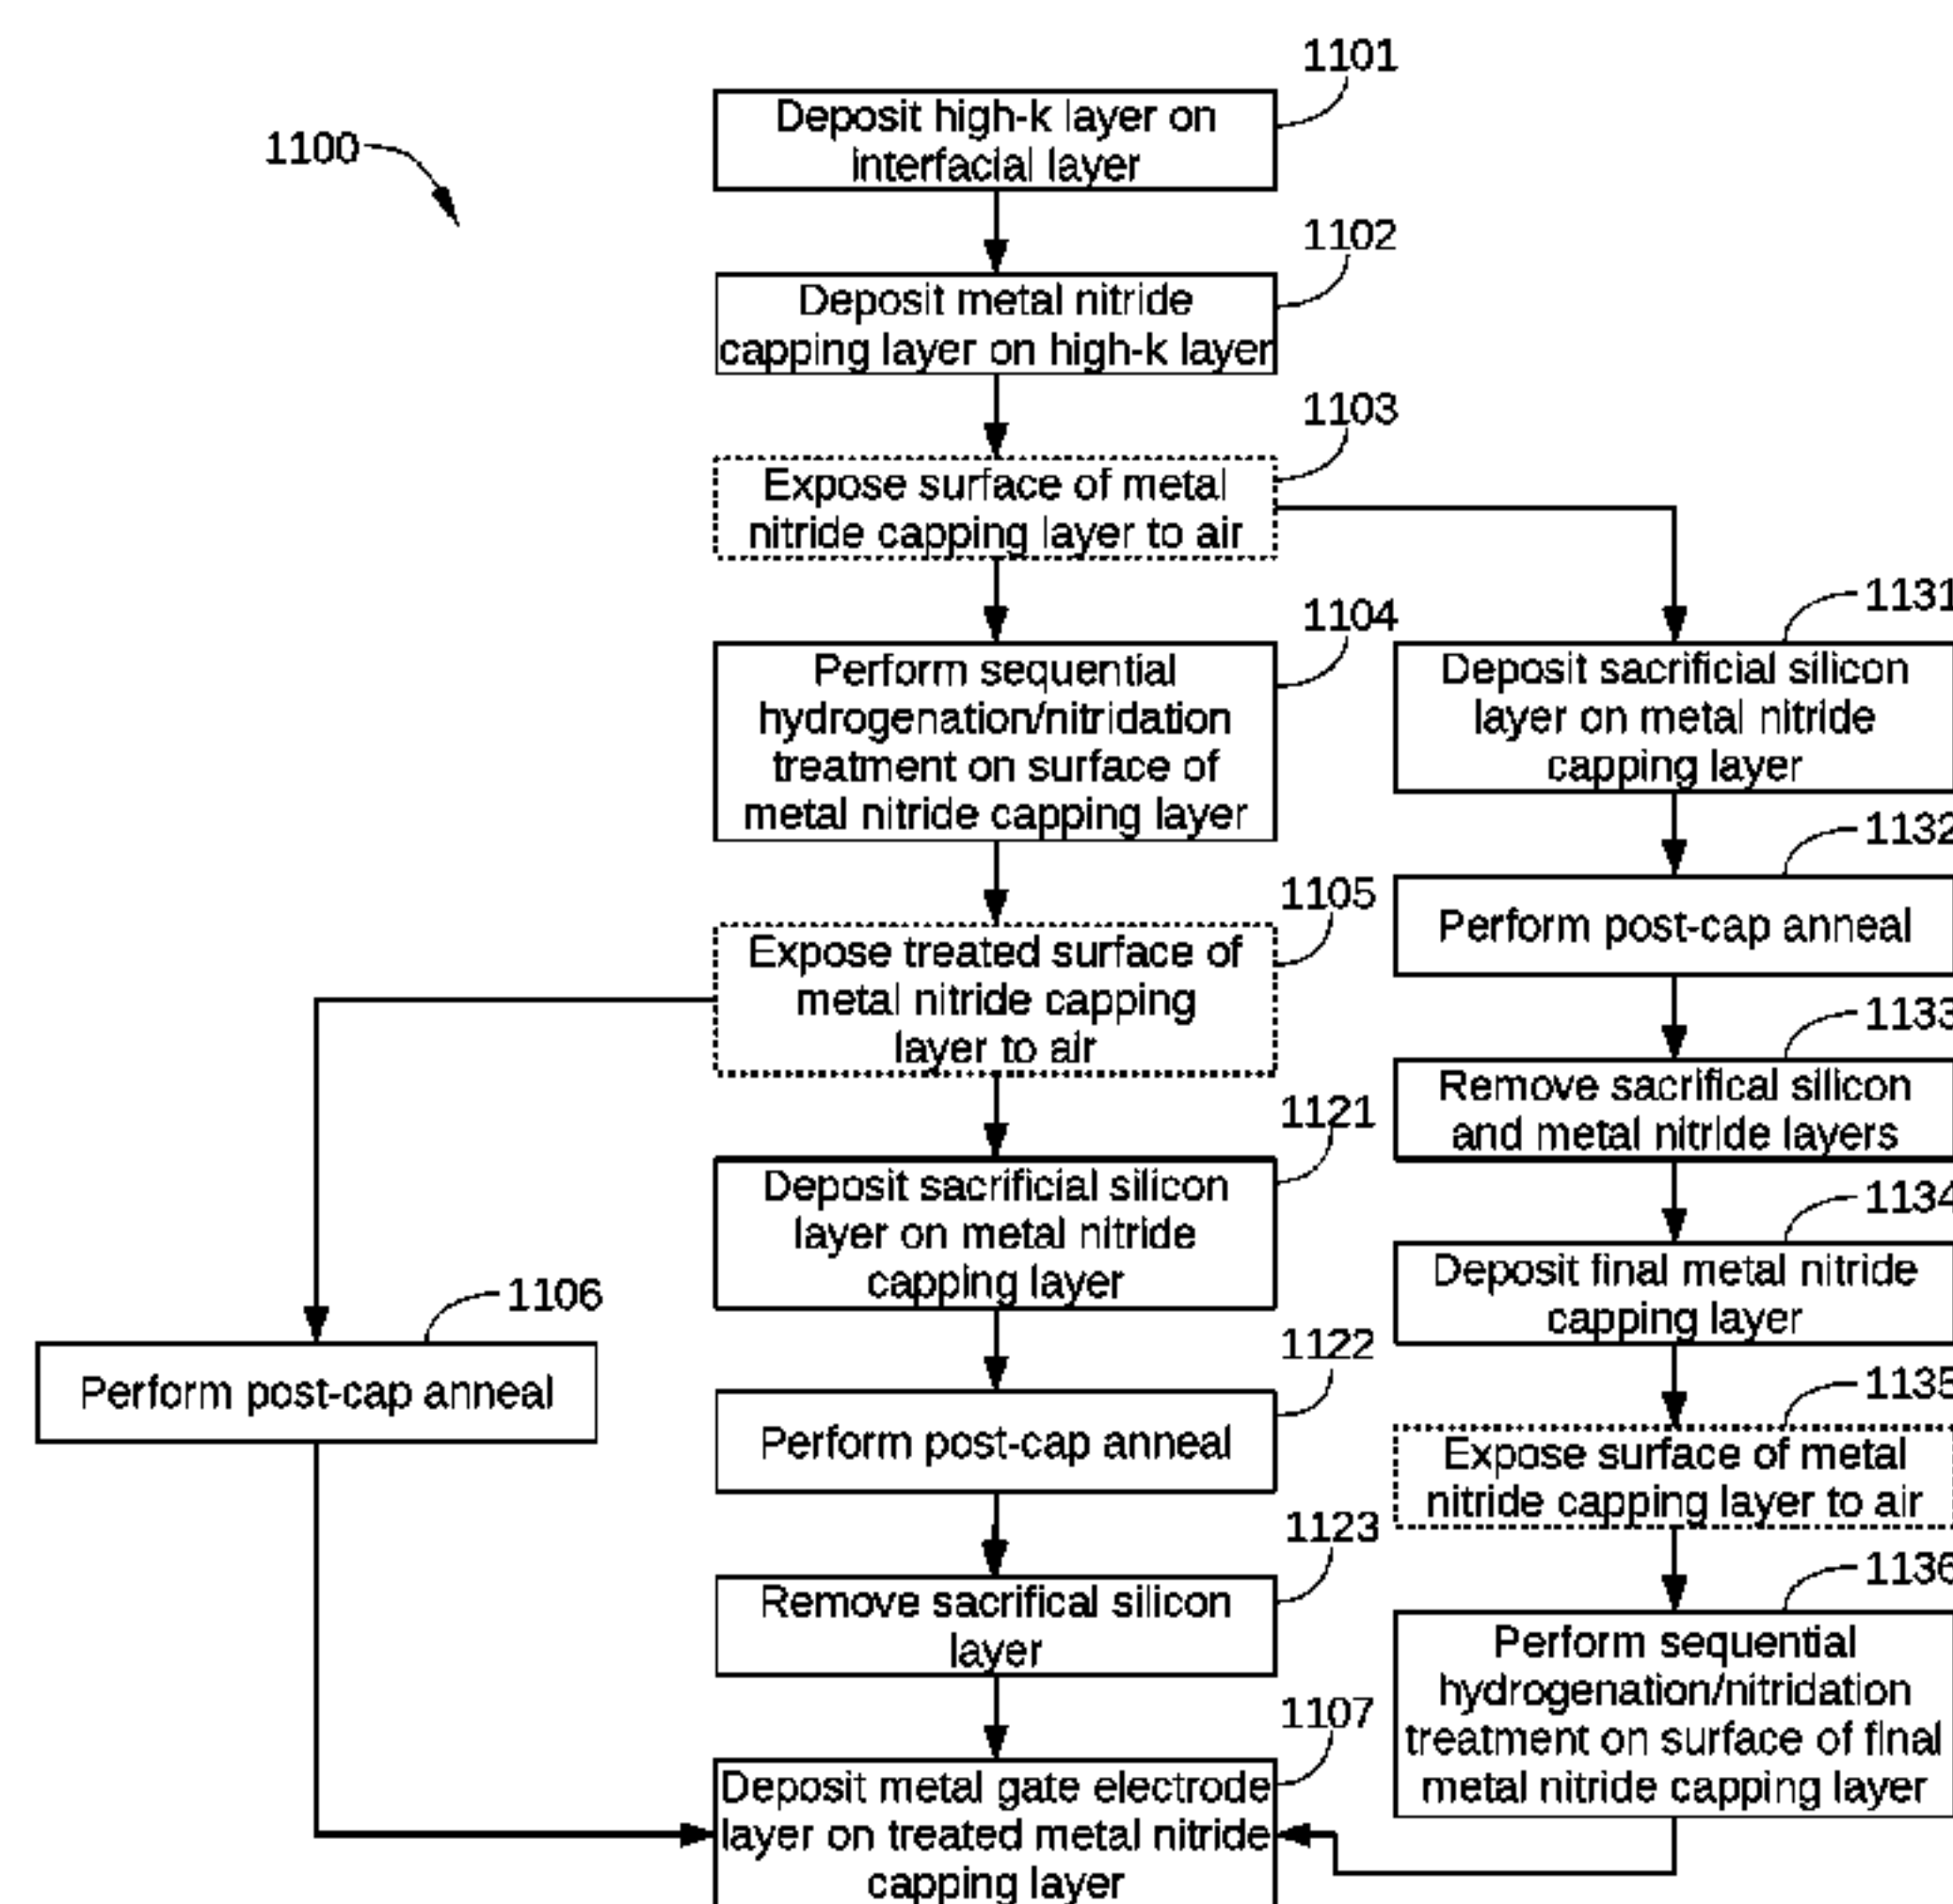 1100
1101
Deposit high-k layer on
interfacial layer
1102
Deposit metal nitride
capping layer on high-k layer
1103
Expose surface of metal
nitride capping layer to air
1104
Perform sequential
hydrogenation/nitridation
treatment on surface of
metal nitride capping layer
1105
Expose treated surface of
metal nitride capping
layer to air
1106
Perform post-cap anneal
1121
Deposit sacrificial silicon
layer on metal nitride
capping layer
1122
Perform post-cap anneal
1123
Remove sacrifical silicon
layer
1107
Deposit metal gate electrode
layer on treated metal nitride
capping layer
1131
Deposit sacrificial silicon
layer on metal nitride
capping layer
1132
Perform post-cap anneal
1133
Remove sacrifical silicon
and metal nitride layers
1134
Deposit final metal nitride
capping layer
1135
Expose surface of metal
nitride capping layer to air
1136
Perform sequential
hydrogenation/nitridation
treatment on surface of final
metal nitride capping layer